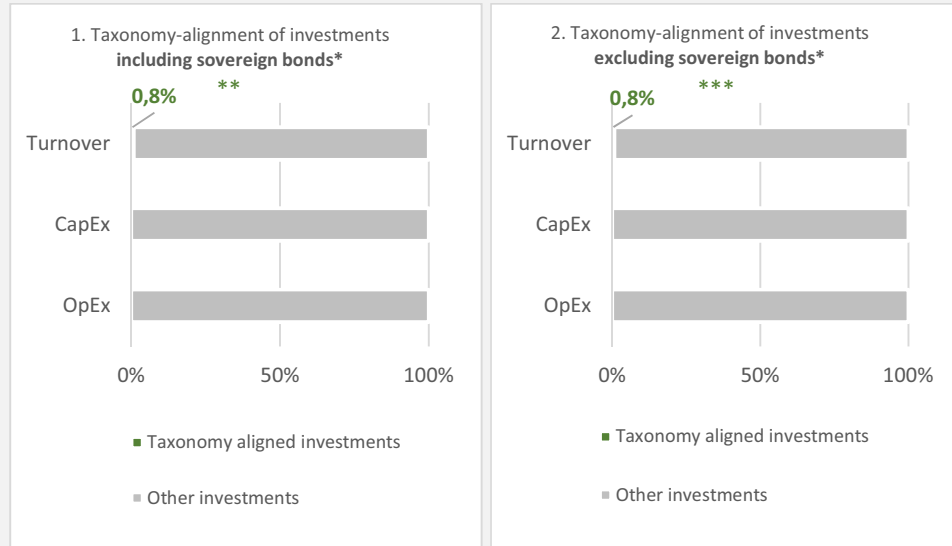 1. Taxonomy-alignment of investments
including sovereign bonds*
0,8%
**
Turnover
CapEx
OpEx
0% 50% 100%
Taxonomy aligned investments
Other investments
2. Taxonomy-alignment of investments
excluding sovereign bonds*
0,8%
***
Turnover
CapEx
OpEx
0% 50% 100%
Taxonomy aligned investments
Other investments